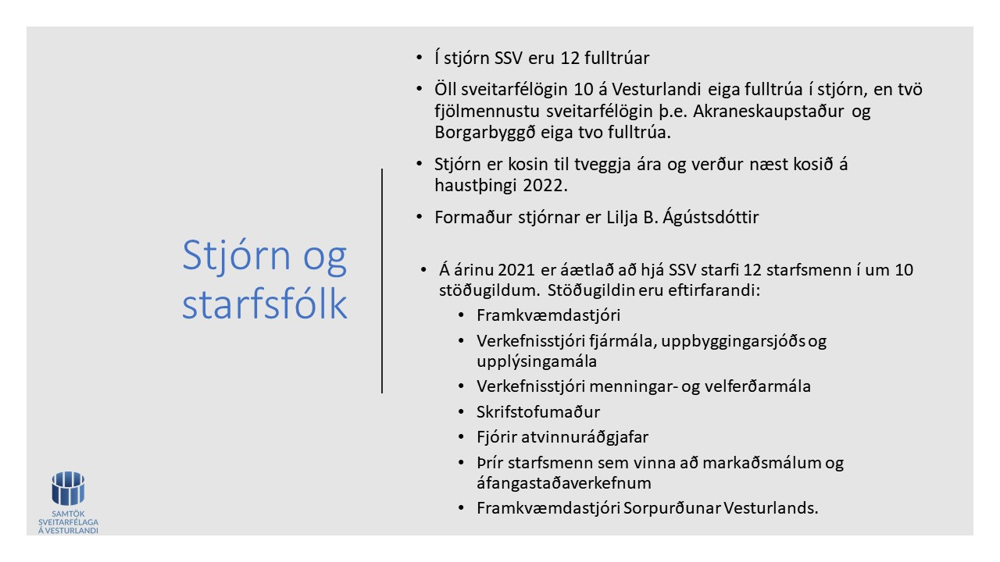 Stjórn og
starfsfólk
• Í stjórn SSV eru 12 fulltrúar
• Öll sveitarfélögin 10 á Vesturlandi eiga fulltrúa í stjórn, en tvö
fjölmennustu sveitarfélögin þ.e. Akraneskaupstaður og
Borgarbyggð eiga tvo fulltrúa.
• Stjórn er kosin til tveggja ára og verður næst kosið á
haustþingi 2022.
• Formaður stjórnar er Lilja B. Ágústsdóttir
• Á árinu 2021 er áætlað að hjá SSV starfi 12 starfsmenn í um 10
stöðugildum. Stöðugildin eru eftirfarandi:
• Framkvæmdastjóri
• Verkefnisstjóri fjármála, uppbyggingarsjóðs og
upplýsingamála
• Verkefnisstjóri menningar- og velferðarmála
• Skrifstofumaður
• Fjórir atvinnuráðgjafar
• Þrír starfsmenn sem vinna að markaðsmálum og
áfangastaðaverkefnum
• Framkvæmdastjóri Sorpurðunar Vesturlands.
SAMTÖK
SVEITARFÉLAGA
Á VESTURLANDI